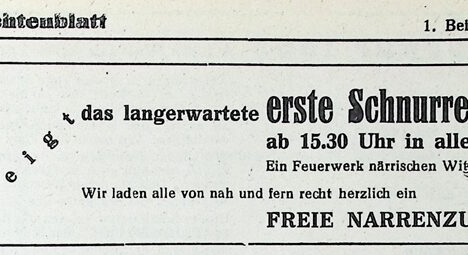 chtenblatt
1. Bei
eigt das langerwartete erste Schnurre
ab 15.30 Uhr in alle
Ein Feuerwerk närrischen Wit
Wir laden alle von nah und fern recht herzlich ein
FREIE NARRENZU